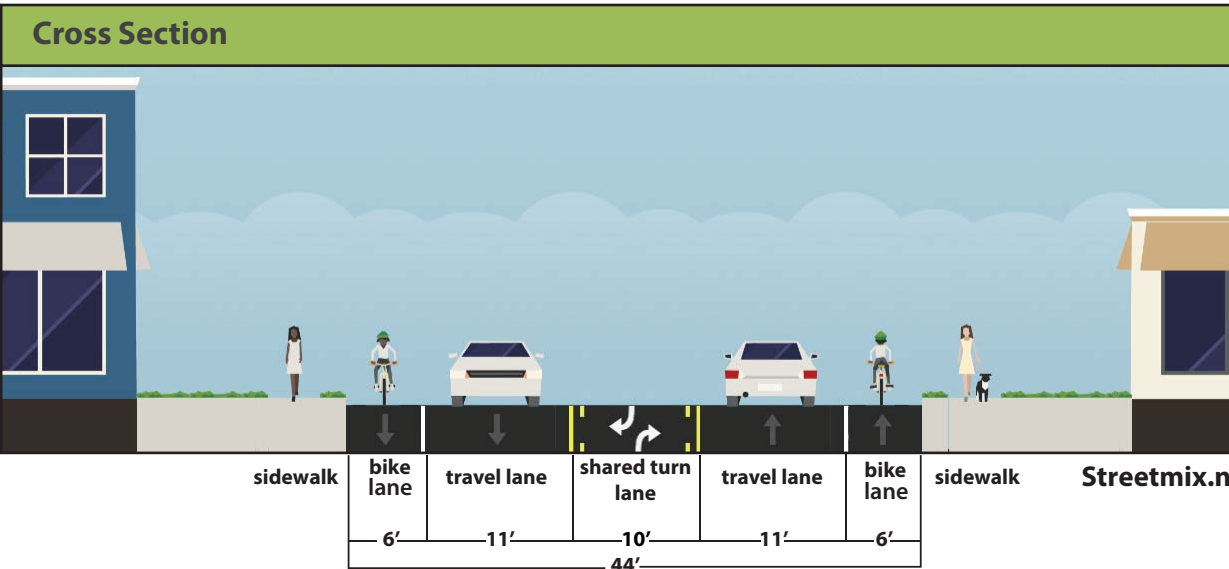 Cross Section
sidewalk
bike
lane
travel lane
shared turn
lane
travel lane
bike
lane
sidewalk
Streetmix.n
6’
11’
10’
11’
6’
44’